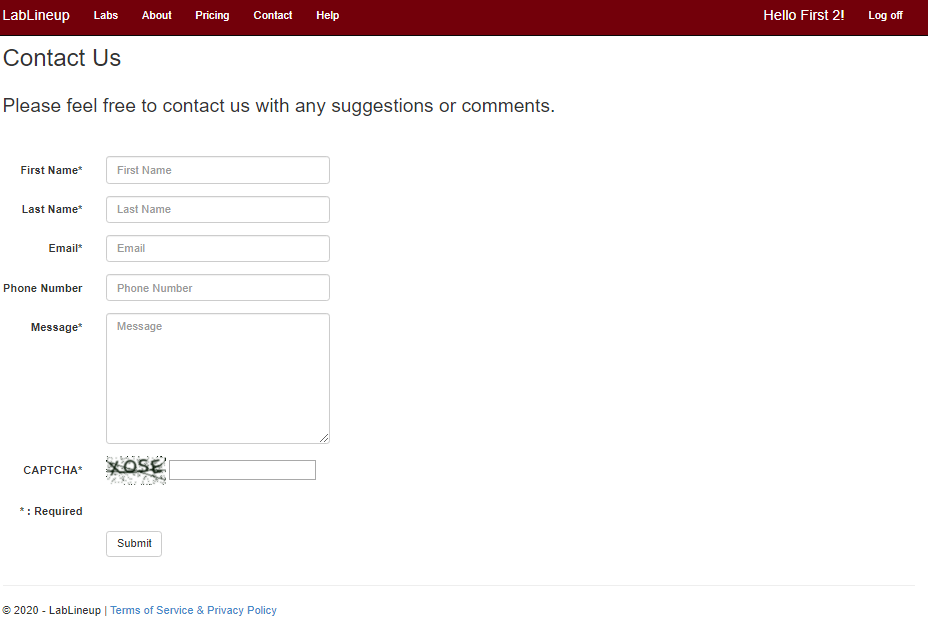 LabLineup Labs About Pricing Contact Help Hello First 2! Log off
Contact Us
Please feel free to contact us with any suggestions or comments.
First Name* First Name
Last Name* Last Name
Email* Email
Phone Number Phone Number
Message* Message
CAPTCHA* XOSE
* : Required
Submit
© 2020 - LabLineup | Terms of Service & Privacy Policy